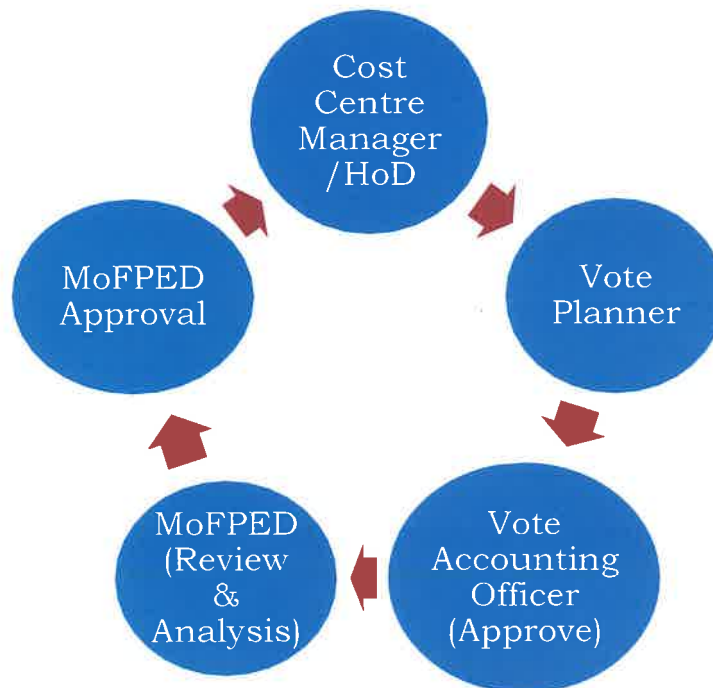 Cost
Centre
Manager
/HoD
Vote
Planner
Vote
Accounting
Officer
(Approve)
MoFPED
(Review
&
Analysis)
MoFPED
Approval